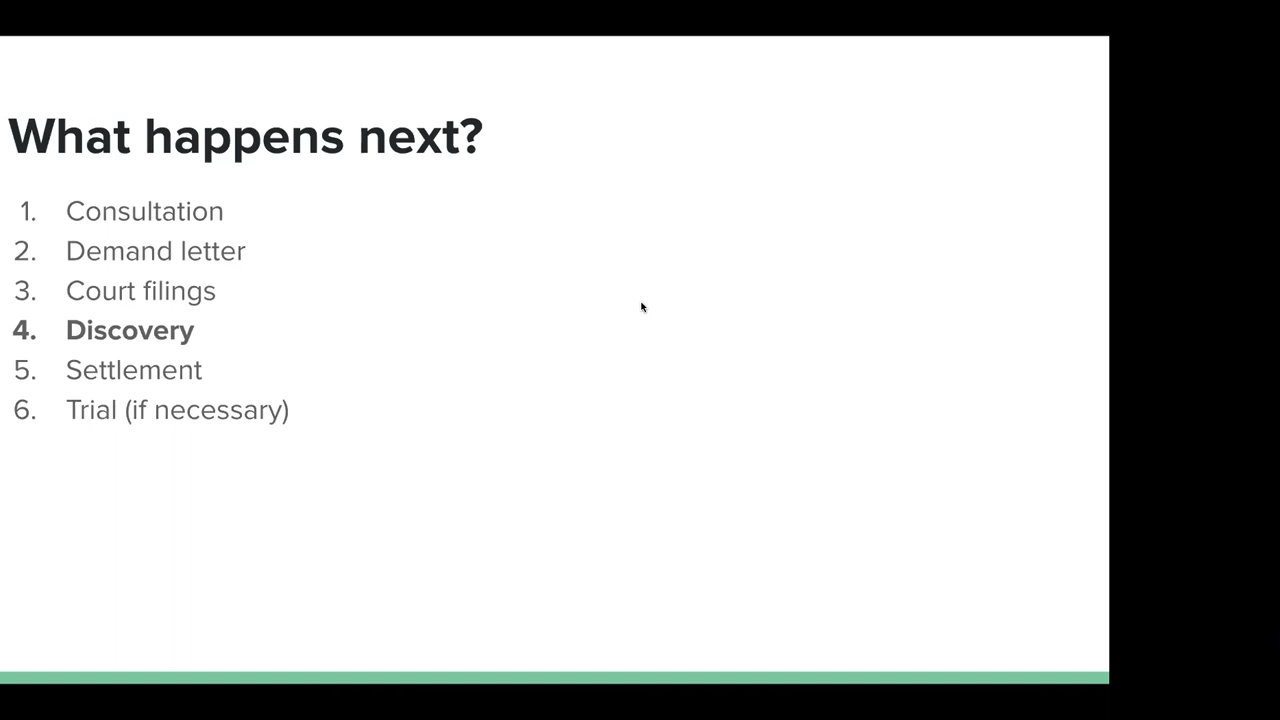 What happens next?
1. Consultation
2. Demand letter
3. Court filings
4. Discovery
5. Settlement
6. Trial (if necessary)